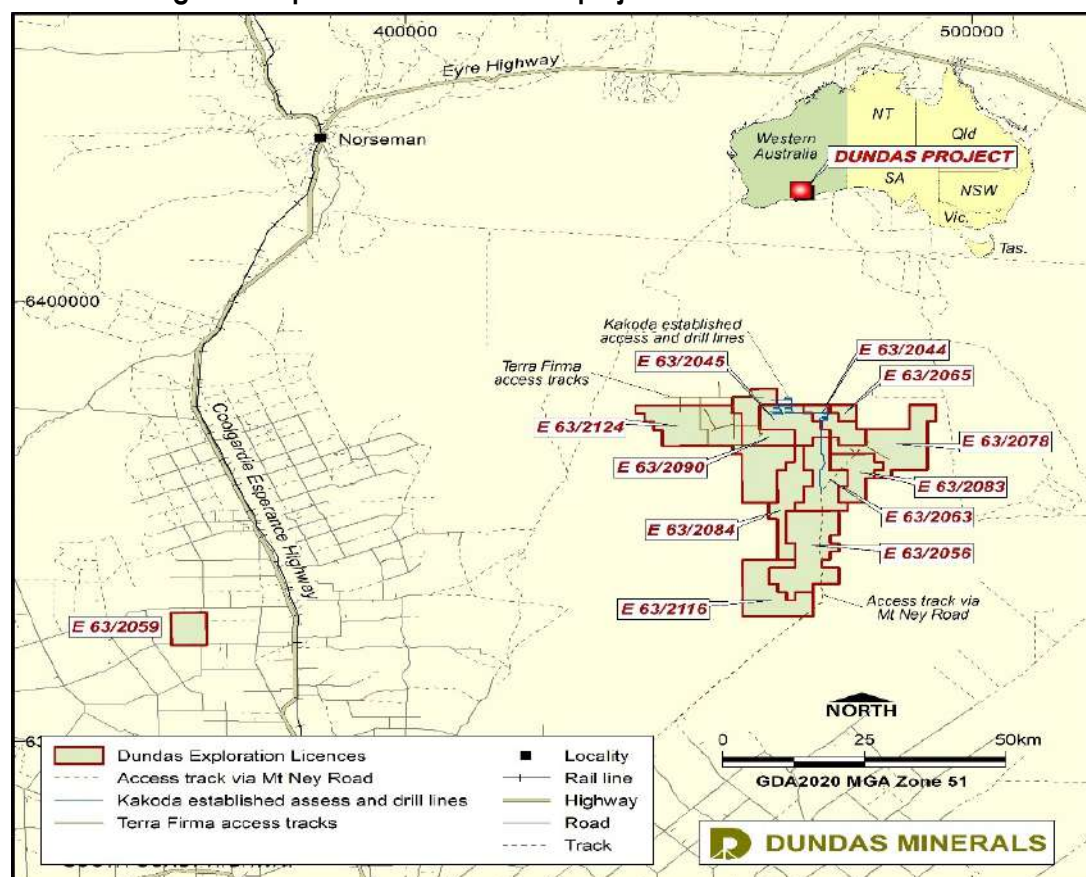 400000
500000
Eyre Highway
Norseman
NT
Western
Australia
Qld
DUNDAS PROJECT
SA
NSW
Vic.
Tas.
6400000
Kakoda established
access and drill lines
E 63/2044
E 63/2045
E 63/2065
Terra Firma
access tracks
E 63/2124
E 63/2078
E 63/2090
E 63/2083
E 63/2063
E 63/2084
E 63/2056
Coolgardie Esperance Highway
E 63/2116
Access track via
Mt Ney Road
E 63/2059
NORTH
0 25 50km
GDA2020 MGA Zone 51
Dundas Exploration Licences
Access track via Mt Ney Road
Kakoda established assess and drill lines
Terra Firma access tracks
Locality
Rail line
Highway
Road
Track
DUNDAS MINERALS